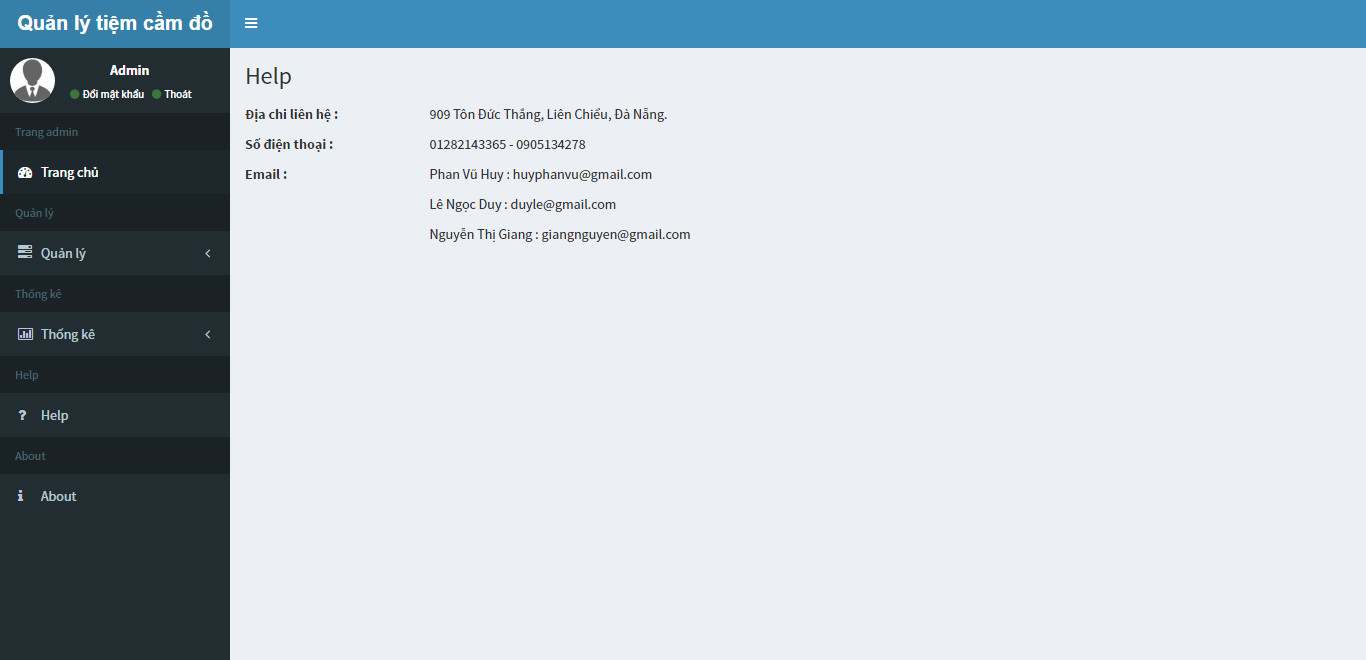 Quản lý tiệm cầm đồ
Admin
Đổi mật khẩu Thoát
Trang admin
Trang chủ
Quản lý
Quản lý
Thống kê
Thống kê
Help
Help
About
About
Help
Địa chỉ liên hệ : 909 Tôn Đức Thắng, Liên Chiểu, Đà Nẵng.
Số điện thoại : 01282143365 - 0905134278
Email : Phan Vũ Huy : huyphanvu@gmail.com
Lê Ngọc Duy : duyle@gmail.com
Nguyễn Thị Giang : giangnguyen@gmail.com